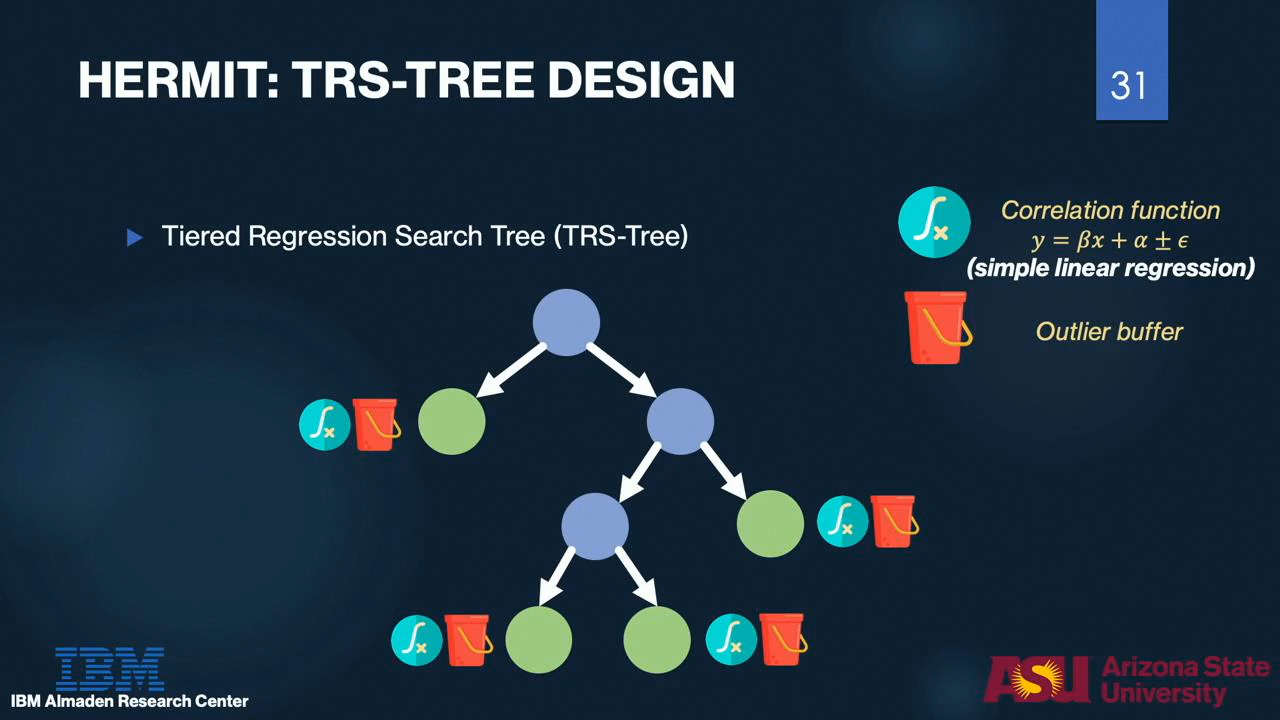 HERMIT: TRS-TREE DESIGN
31
Tiered Regression Search Tree (TRS-Tree)
Correlation function
y = βx + α ± ϵ
(simple linear regression)
Outlier buffer
IBM
IBM Almaden Research Center
ASU Arizona State
University